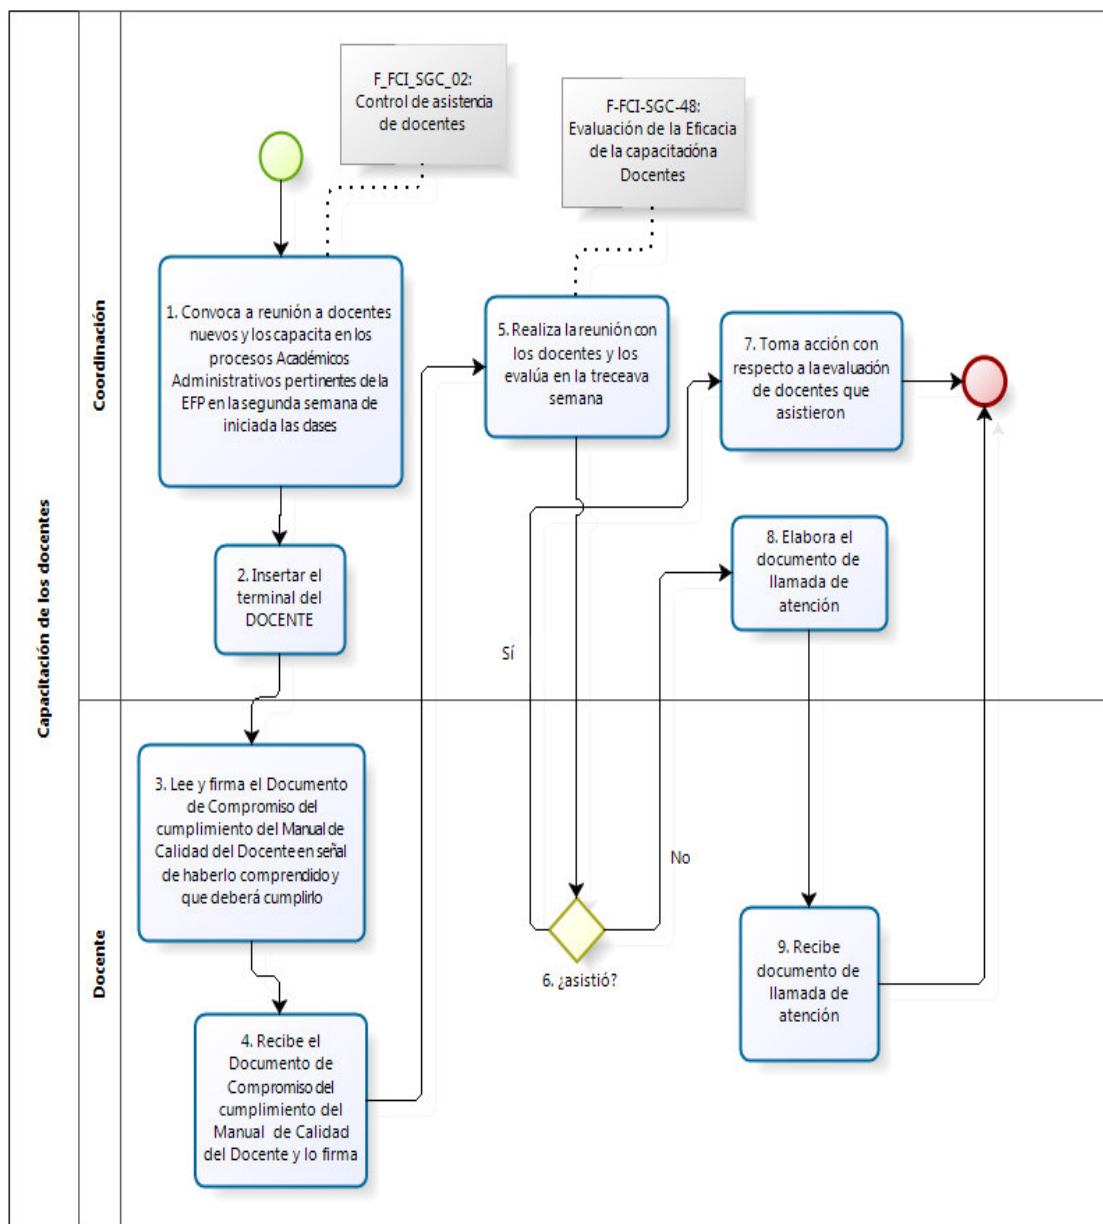 Capacitación de los docentes
Coordinación
F_FCI_SGC_02:
Control de asistencia
de docentes
F-FCI-SGC-48:
Evaluación de la Eficacia
de la capacitacióna
Docentes
1. Convoca a reunión a docentes
nuevos y los capacita en los
procesos Académicos
Administrativos pertinentes de la
EFP en la segunda semana de
iniciada las clases
2. Insertar el
terminal del
DOCENTE
5. Realiza la reunión con
los docentes y los
evalúa en la treceava
semana
7. Toma acción con
respecto a la evaluación
de docentes que
asistieron
8. Elabora el
documento de
llamada de
atención
Sí
No
Docente
3. Lee y firma el Documento
de Compromiso del
cumplimiento del Manual de
Calidad del Docente en señal
de haberlo comprendido y
que deberá cumplirlo
4. Recibe el
Documento de
Compromiso del
cumplimiento del
Manual de Calidad
del Docente y lo firma
6. ¿asistió?
9. Recibe
documento de
llamada de
atención